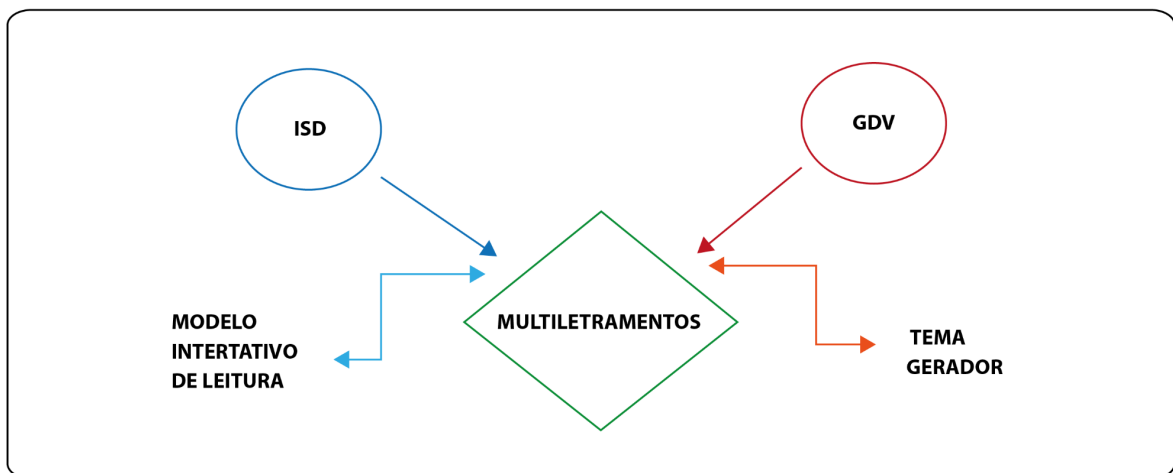 ISD
GDV
MULTILETRAMENTOS
MODELO
INTERTATIVO
DE LEITURA
TEMA
GERADOR